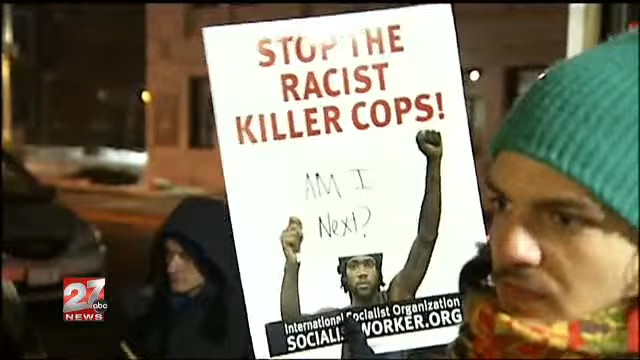 STOP THE
RACIST
KILLER COPS!
AM I
Next?
International Socialist Organization
SOCIALISTWORKER.ORG
27 abc
NEWS